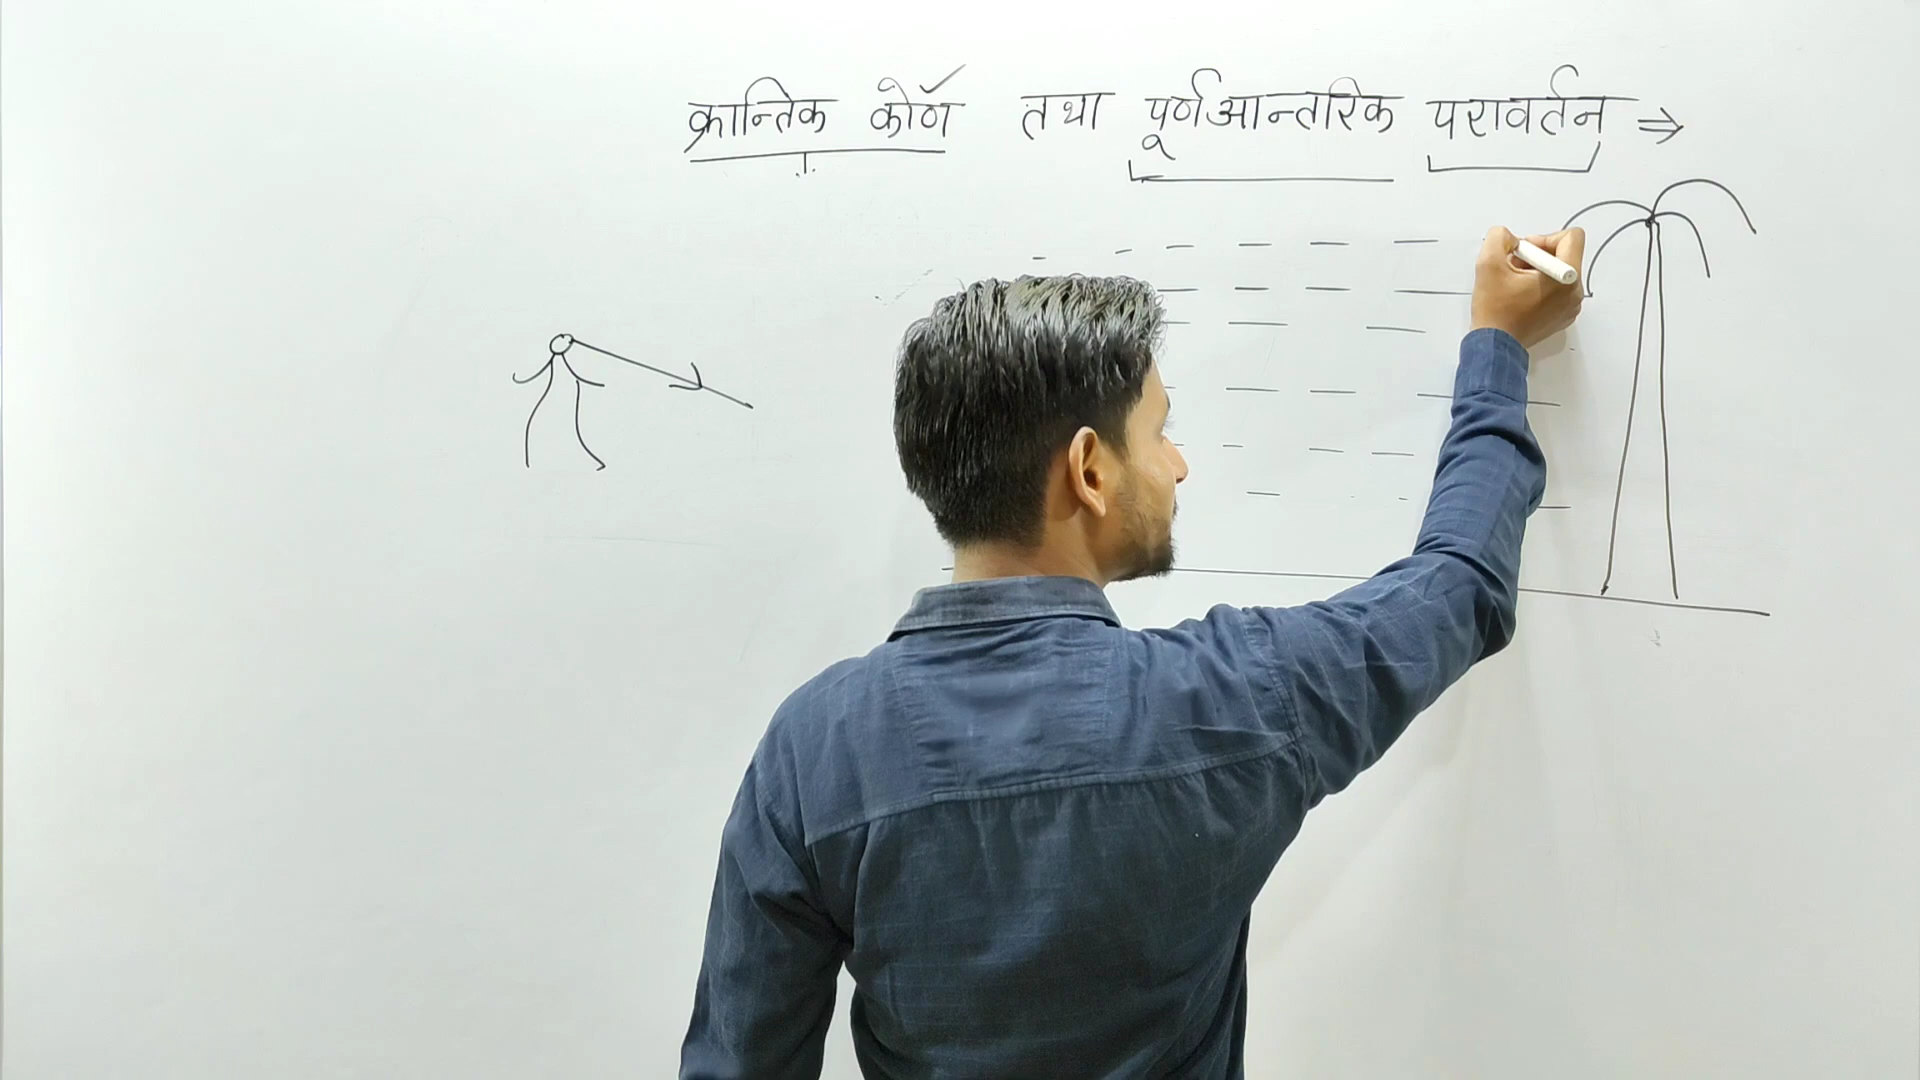 क्रान्तिक कोण तथा पूर्णआन्तरिक परावर्तन ⇒